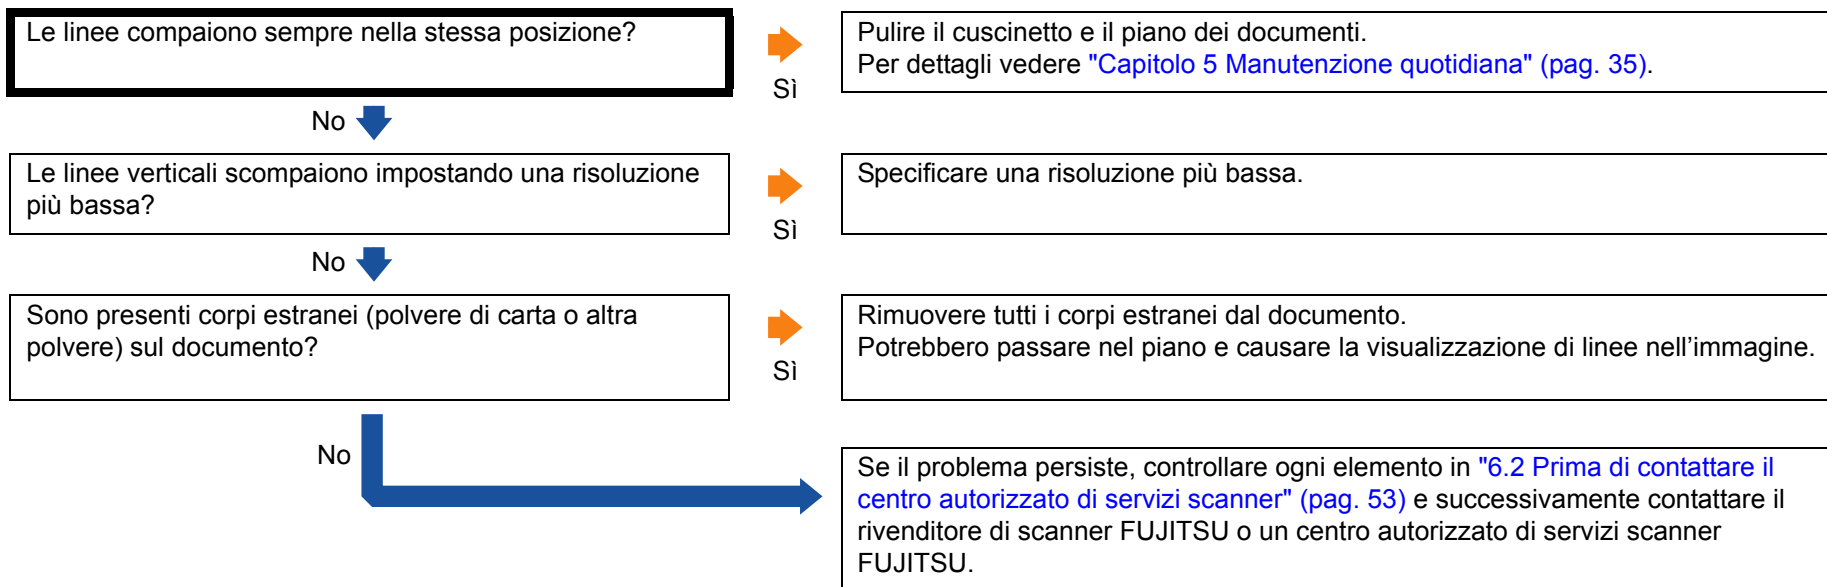 Le linee compaiono sempre nella stessa posizione?
Sì
Pulire il cuscinetto e il piano dei documenti.
Per dettagli vedere "Capitolo 5 Manutenzione quotidiana" (pag. 35).
No
Le linee verticali scompaiono impostando una risoluzione
più bassa?
Sì
Specificare una risoluzione più bassa.
No
Sono presenti corpi estranei (polvere di carta o altra
polvere) sul documento?
Sì
Rimuovere tutti i corpi estranei dal documento.
Potrebbero passare nel piano e causare la visualizzazione di linee nell'immagine.
No
Se il problema persiste, controllare ogni elemento in "6.2 Prima di contattare il
centro autorizzato di servizi scanner" (pag. 53) e successivamente contattare il
rivenditore di scanner FUJITSU o un centro autorizzato di servizi scanner
FUJITSU.